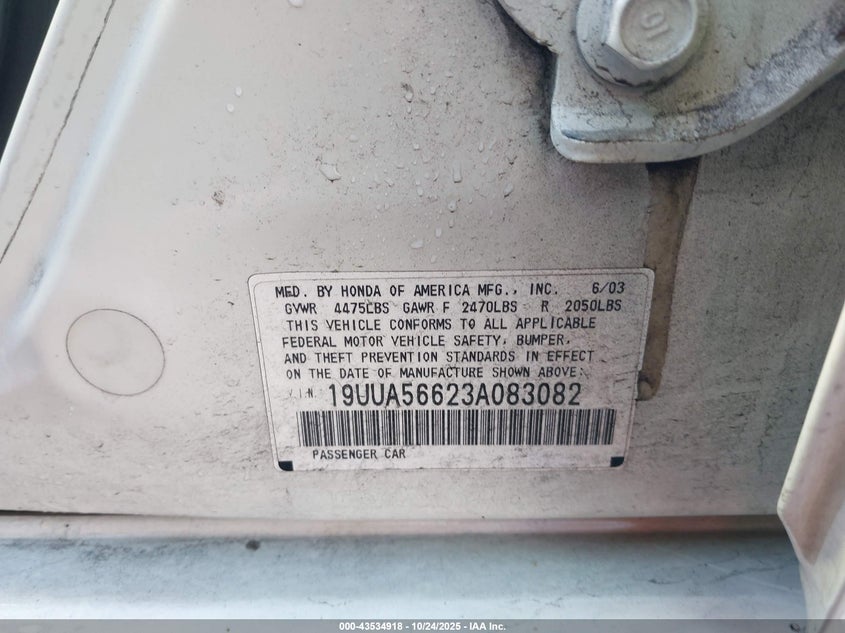 10
MFD. BY HONDA OF AMERICA MFG., INC. 6/03
GVWR 4475LBS GAWR F 2470LBS R 2050LBS
THIS VEHICLE CONFORMS TO ALL APPLICABLE
FEDERAL MOTOR VEHICLE SAFETY, BUMPER,
AND THEFT PREVENTION STANDARDS IN EFFECT
ON THE DATE OF MANUFACTURE SHOWN ABOVE:
V.I.N. 19UUA56623A083082
PASSENGER CAR
000-43534918 - 10/24/2025 - IAA Inc.